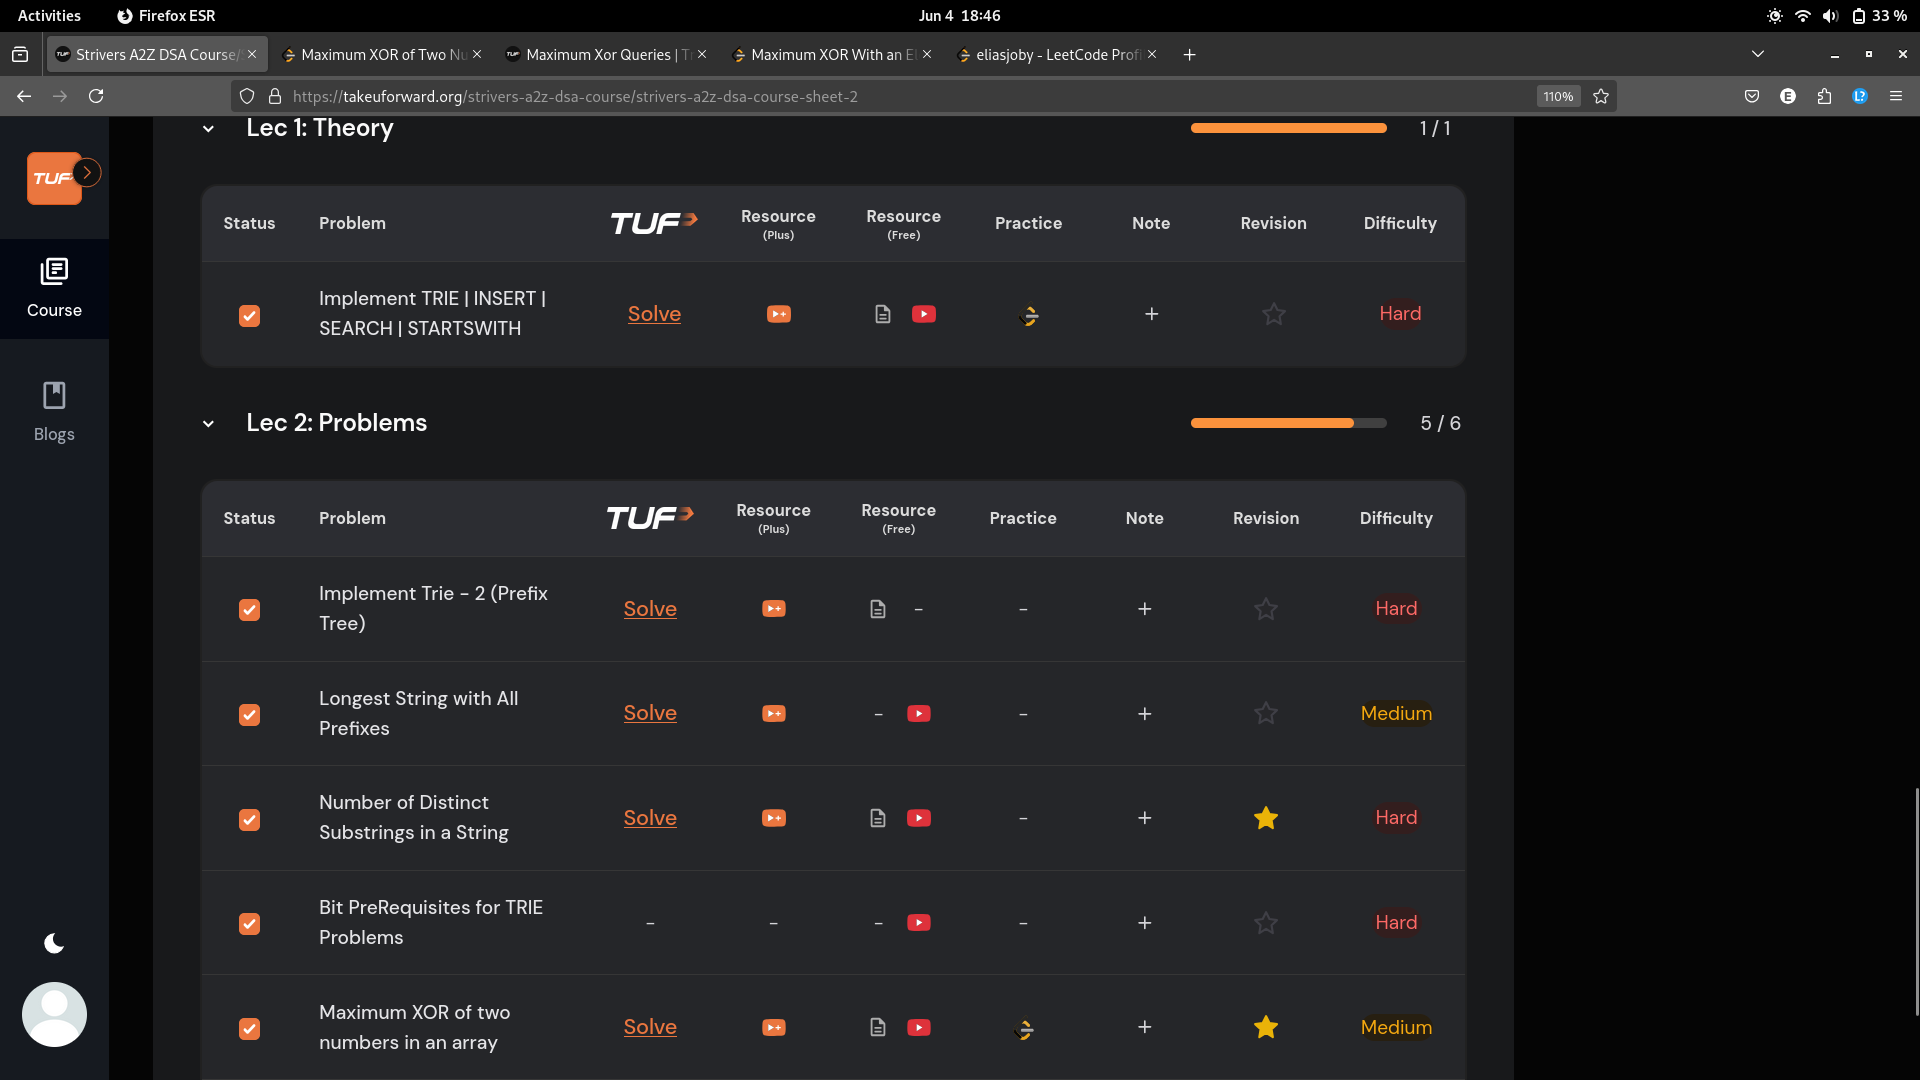 Activities Firefox ESR Jun 4 18:46 33 %
Strivers A2Z DSA Course/ Maximum XOR of Two Nu Maximum Xor Queries | Tr Maximum XOR With an El eliasjoby - LeetCode Profi
https://takeuforward.org/strivers-a2z-dsa-course/strivers-a2z-dsa-course-sheet-2 110% E L?
TUF
Course
Blogs
Lec 1: Theory 1 / 1
Status Problem TUF Resource (Plus) Resource (Free) Practice Note Revision Difficulty
Implement TRIE | INSERT |
SEARCH | STARTSWITH
Solve + Hard
Lec 2: Problems 5 / 6
Status Problem TUF Resource (Plus) Resource (Free) Practice Note Revision Difficulty
Implement Trie - 2 (Prefix
Tree)
Solve - - + Hard
Longest String with All
Prefixes
Solve - - + Medium
Number of Distinct
Substrings in a String
Solve - + Hard
Bit PreRequisites for TRIE
Problems
- - - - + Hard
Maximum XOR of two
numbers in an array
Solve + Medium